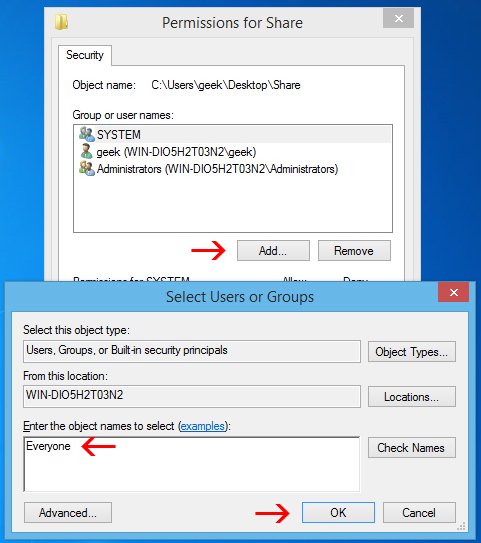 Permissions for Share
Security
Object name: C:\Users\geek\Desktop\Share
Group or user names:
SYSTEM
geek (WIN-DIO5H2T03N2\geek)
Administrators (WIN-DIO5H2T03N2\Administrators)
Add...
Remove
Permissions for SYSTEM Allow Deny
Select Users or Groups
Select this object type:
Users, Groups, or Built-in security principals
Object Types...
From this location:
WIN-DIO5H2T03N2
Locations...
Enter the object names to select (examples):
Everyone
Check Names
Advanced...
OK
Cancel